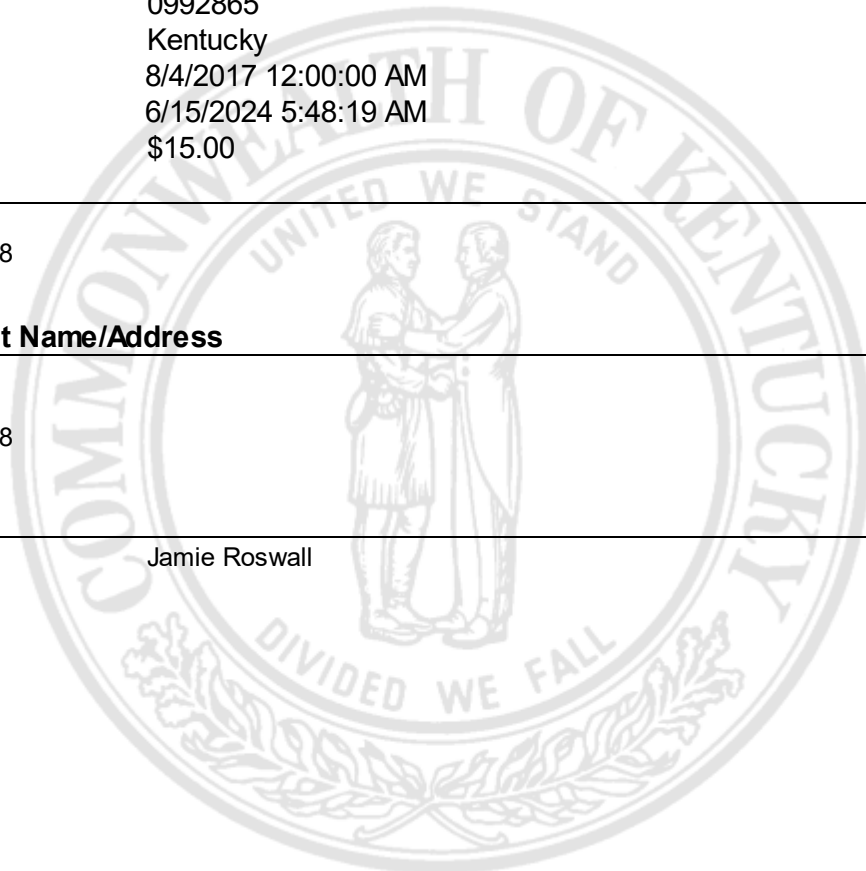 0992865
Kentucky
8/4/2017 12:00:00 AM
6/15/2024 5:48:19 AM
$15.00
8
t Name/Address
8
Jamie Roswall
COMMONWEALTH OF KENTUCKY
UNITED WE STAND
DIVIDED WE FALL